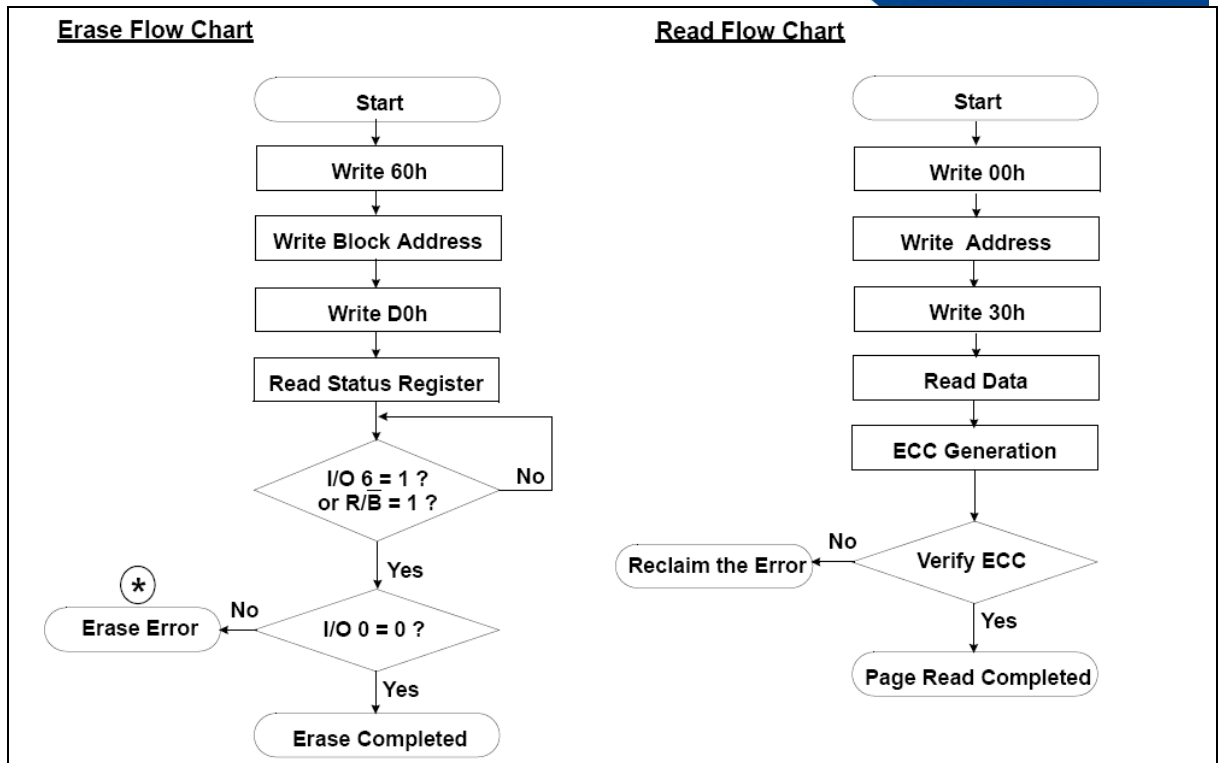 Erase Flow Chart
Start
Write 60h
Write Block Address
Write D0h
Read Status Register
I/O 6 = 1 ?
or R/B̅ = 1 ?
No
Yes
*
Erase Error
No
I/O 0 = 0 ?
Yes
Erase Completed
Read Flow Chart
Start
Write 00h
Write Address
Write 30h
Read Data
ECC Generation
Verify ECC
No
Reclaim the Error
Yes
Page Read Completed